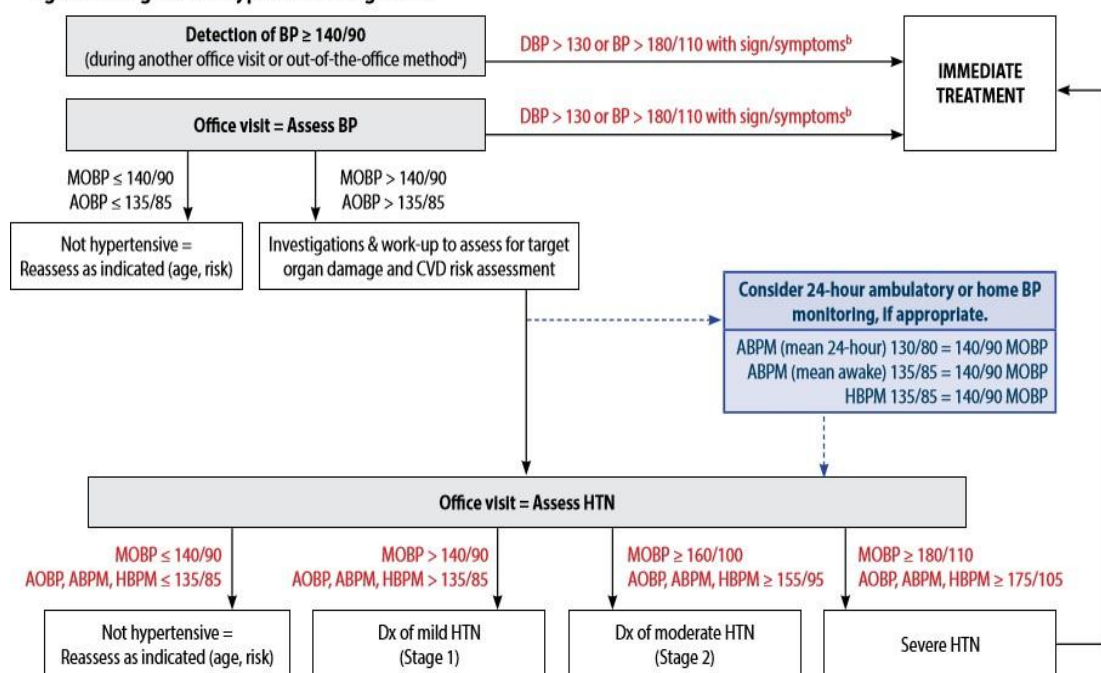 Detection of BP ≥ 140/90
(during another office visit or out-of-the-office methodᵃ)
DBP > 130 or BP > 180/110 with sign/symptomsᵇ
IMMEDIATE
TREATMENT
Office visit = Assess BP
DBP > 130 or BP > 180/110 with sign/symptomsᵇ
MOBP ≤ 140/90
AOBP ≤ 135/85
MOBP > 140/90
AOBP > 135/85
Not hypertensive =
Reassess as indicated (age, risk)
Investigations & work-up to assess for target
organ damage and CVD risk assessment
Consider 24-hour ambulatory or home BP
monitoring, if appropriate.
ABPM (mean 24-hour) 130/80 = 140/90 MOBP
ABPM (mean awake) 135/85 = 140/90 MOBP
HBPM 135/85 = 140/90 MOBP
Office visit = Assess HTN
MOBP ≤ 140/90
AOBP, ABPM, HBPM ≤ 135/85
MOBP > 140/90
AOBP, ABPM, HBPM > 135/85
MOBP ≥ 160/100
AOBP, ABPM, HBPM ≥ 155/95
MOBP ≥ 180/110
AOBP, ABPM, HBPM ≥ 175/105
Not hypertensive =
Reassess as indicated (age, risk)
Dx of mild HTN
(Stage 1)
Dx of moderate HTN
(Stage 2)
Severe HTN